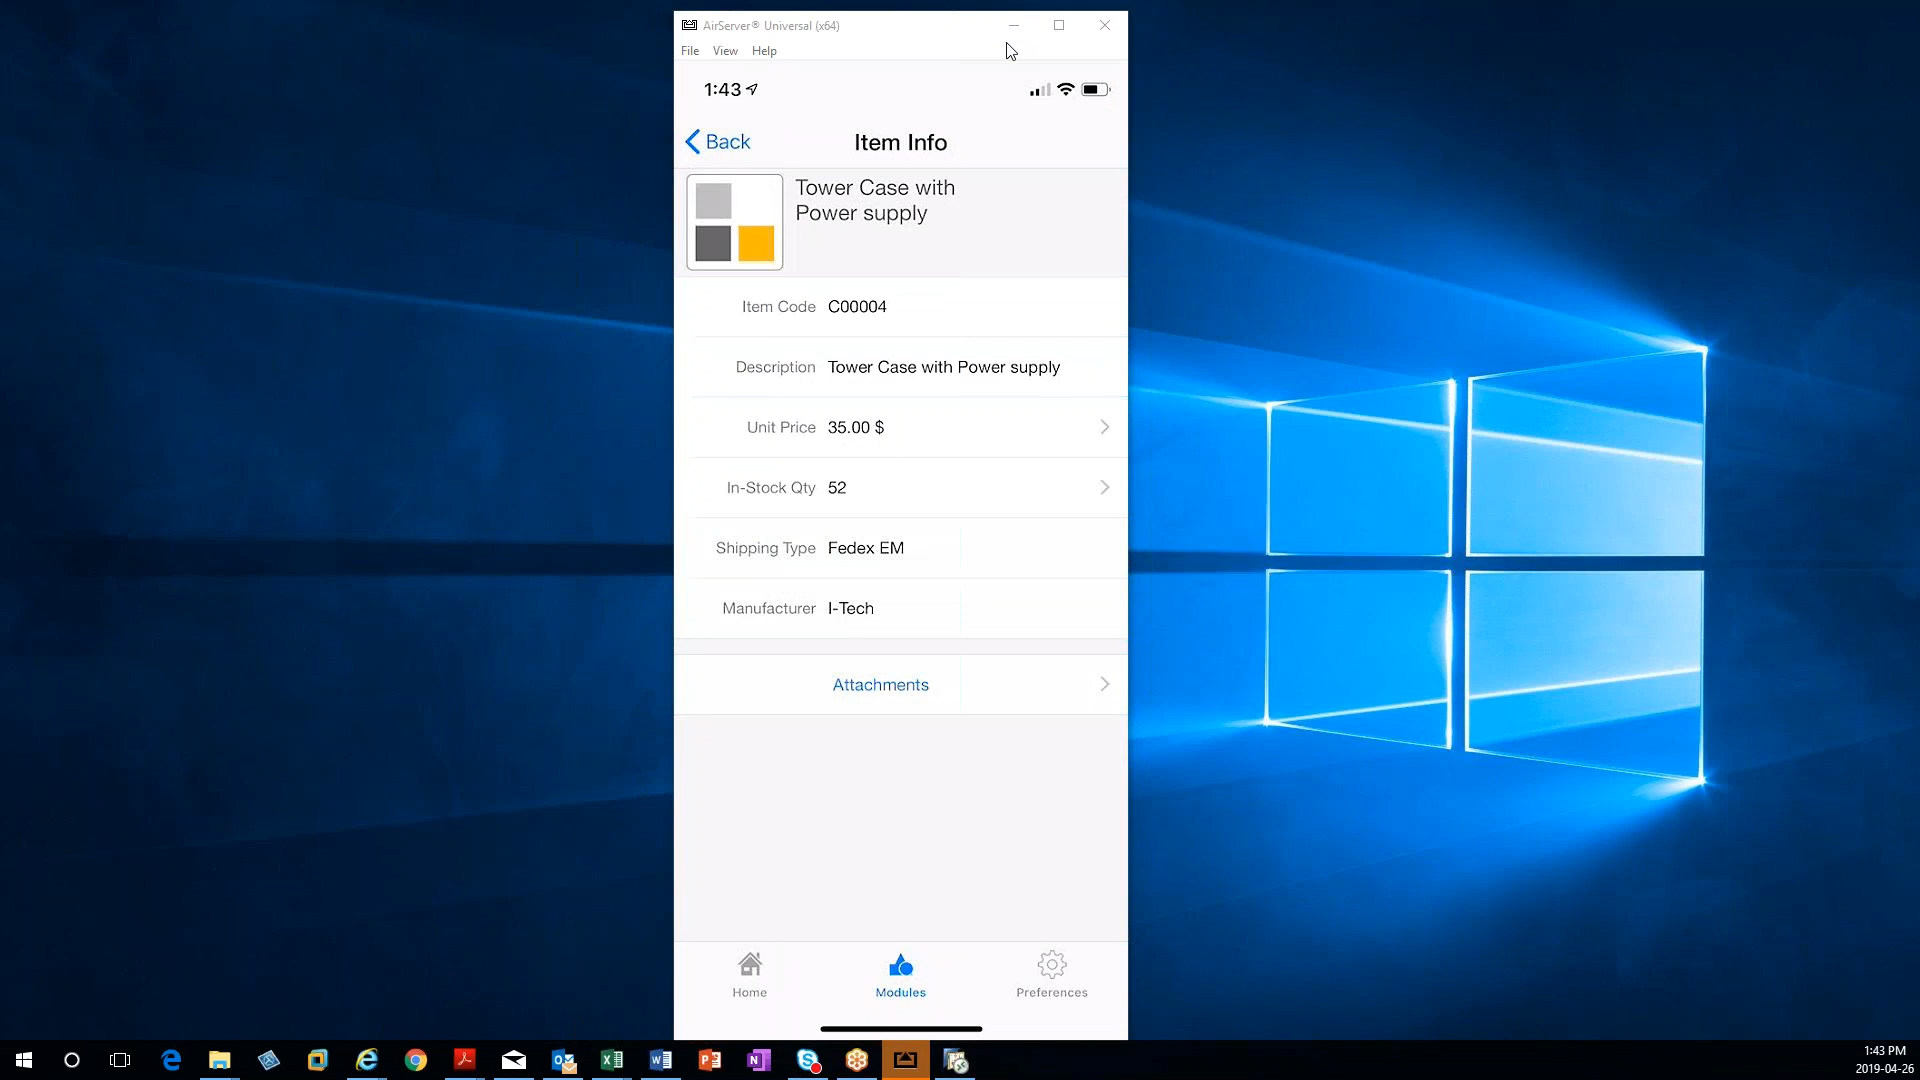 AirServer® Universal (x64)
File View Help
1:43
Back
Item Info
Tower Case with
Power supply
Item Code C00004
Description Tower Case with Power supply
Unit Price 35.00 $
In-Stock Qty 52
Shipping Type Fedex EM
Manufacturer I-Tech
Attachments
Home Modules Preferences
1:43 PM
2019-04-26